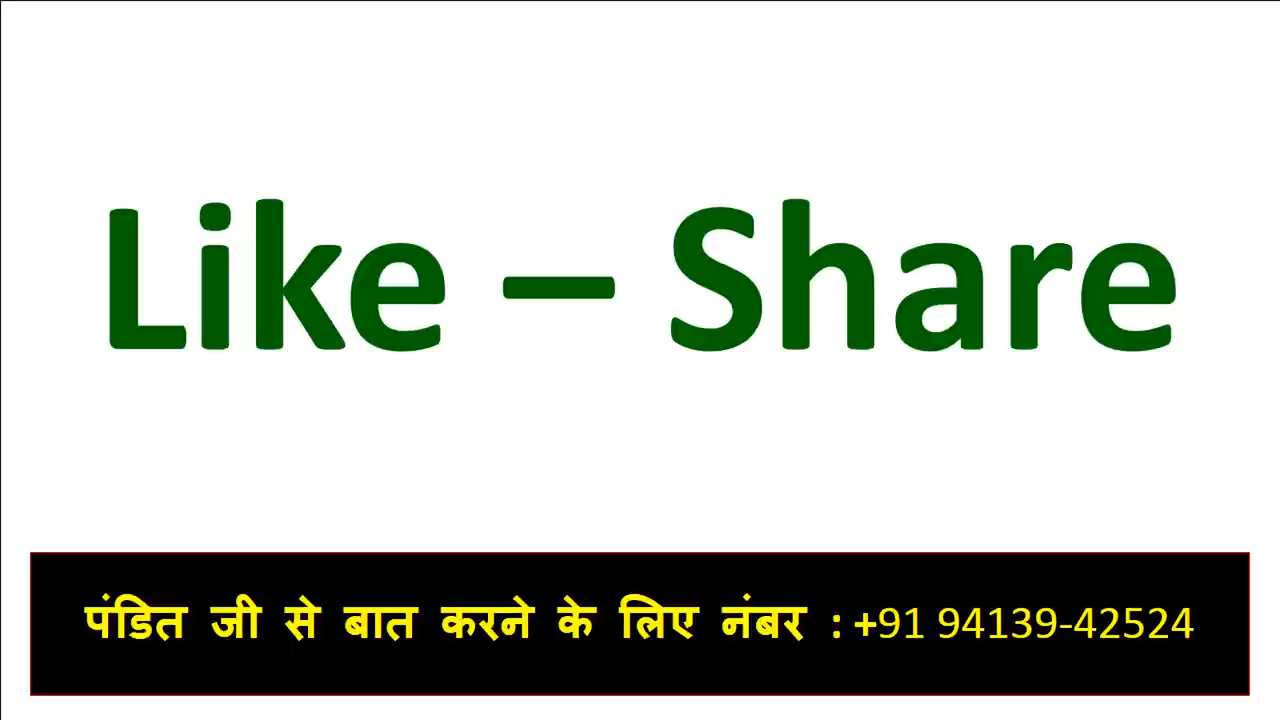 Like – Share
पंडित जी से बात करने के लिए नंबर : +91 94139-42524